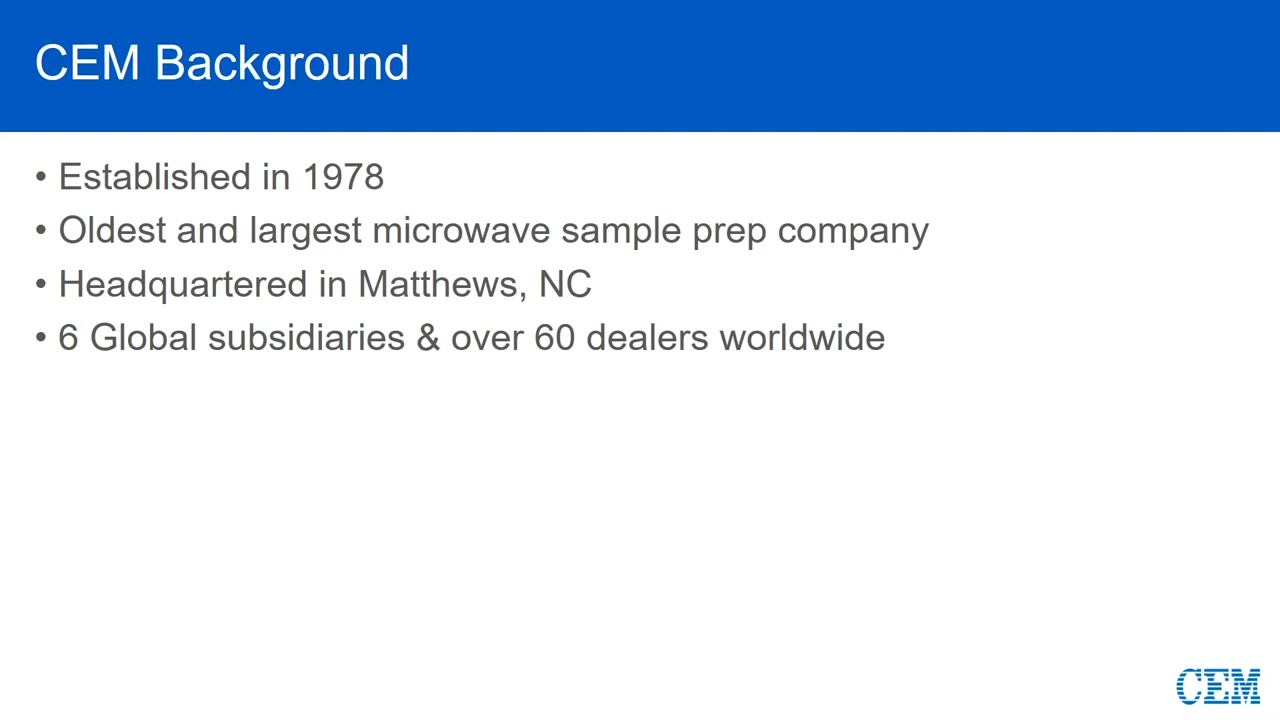 CEM Background
• Established in 1978
• Oldest and largest microwave sample prep company
• Headquartered in Matthews, NC
• 6 Global subsidiaries & over 60 dealers worldwide
CEM